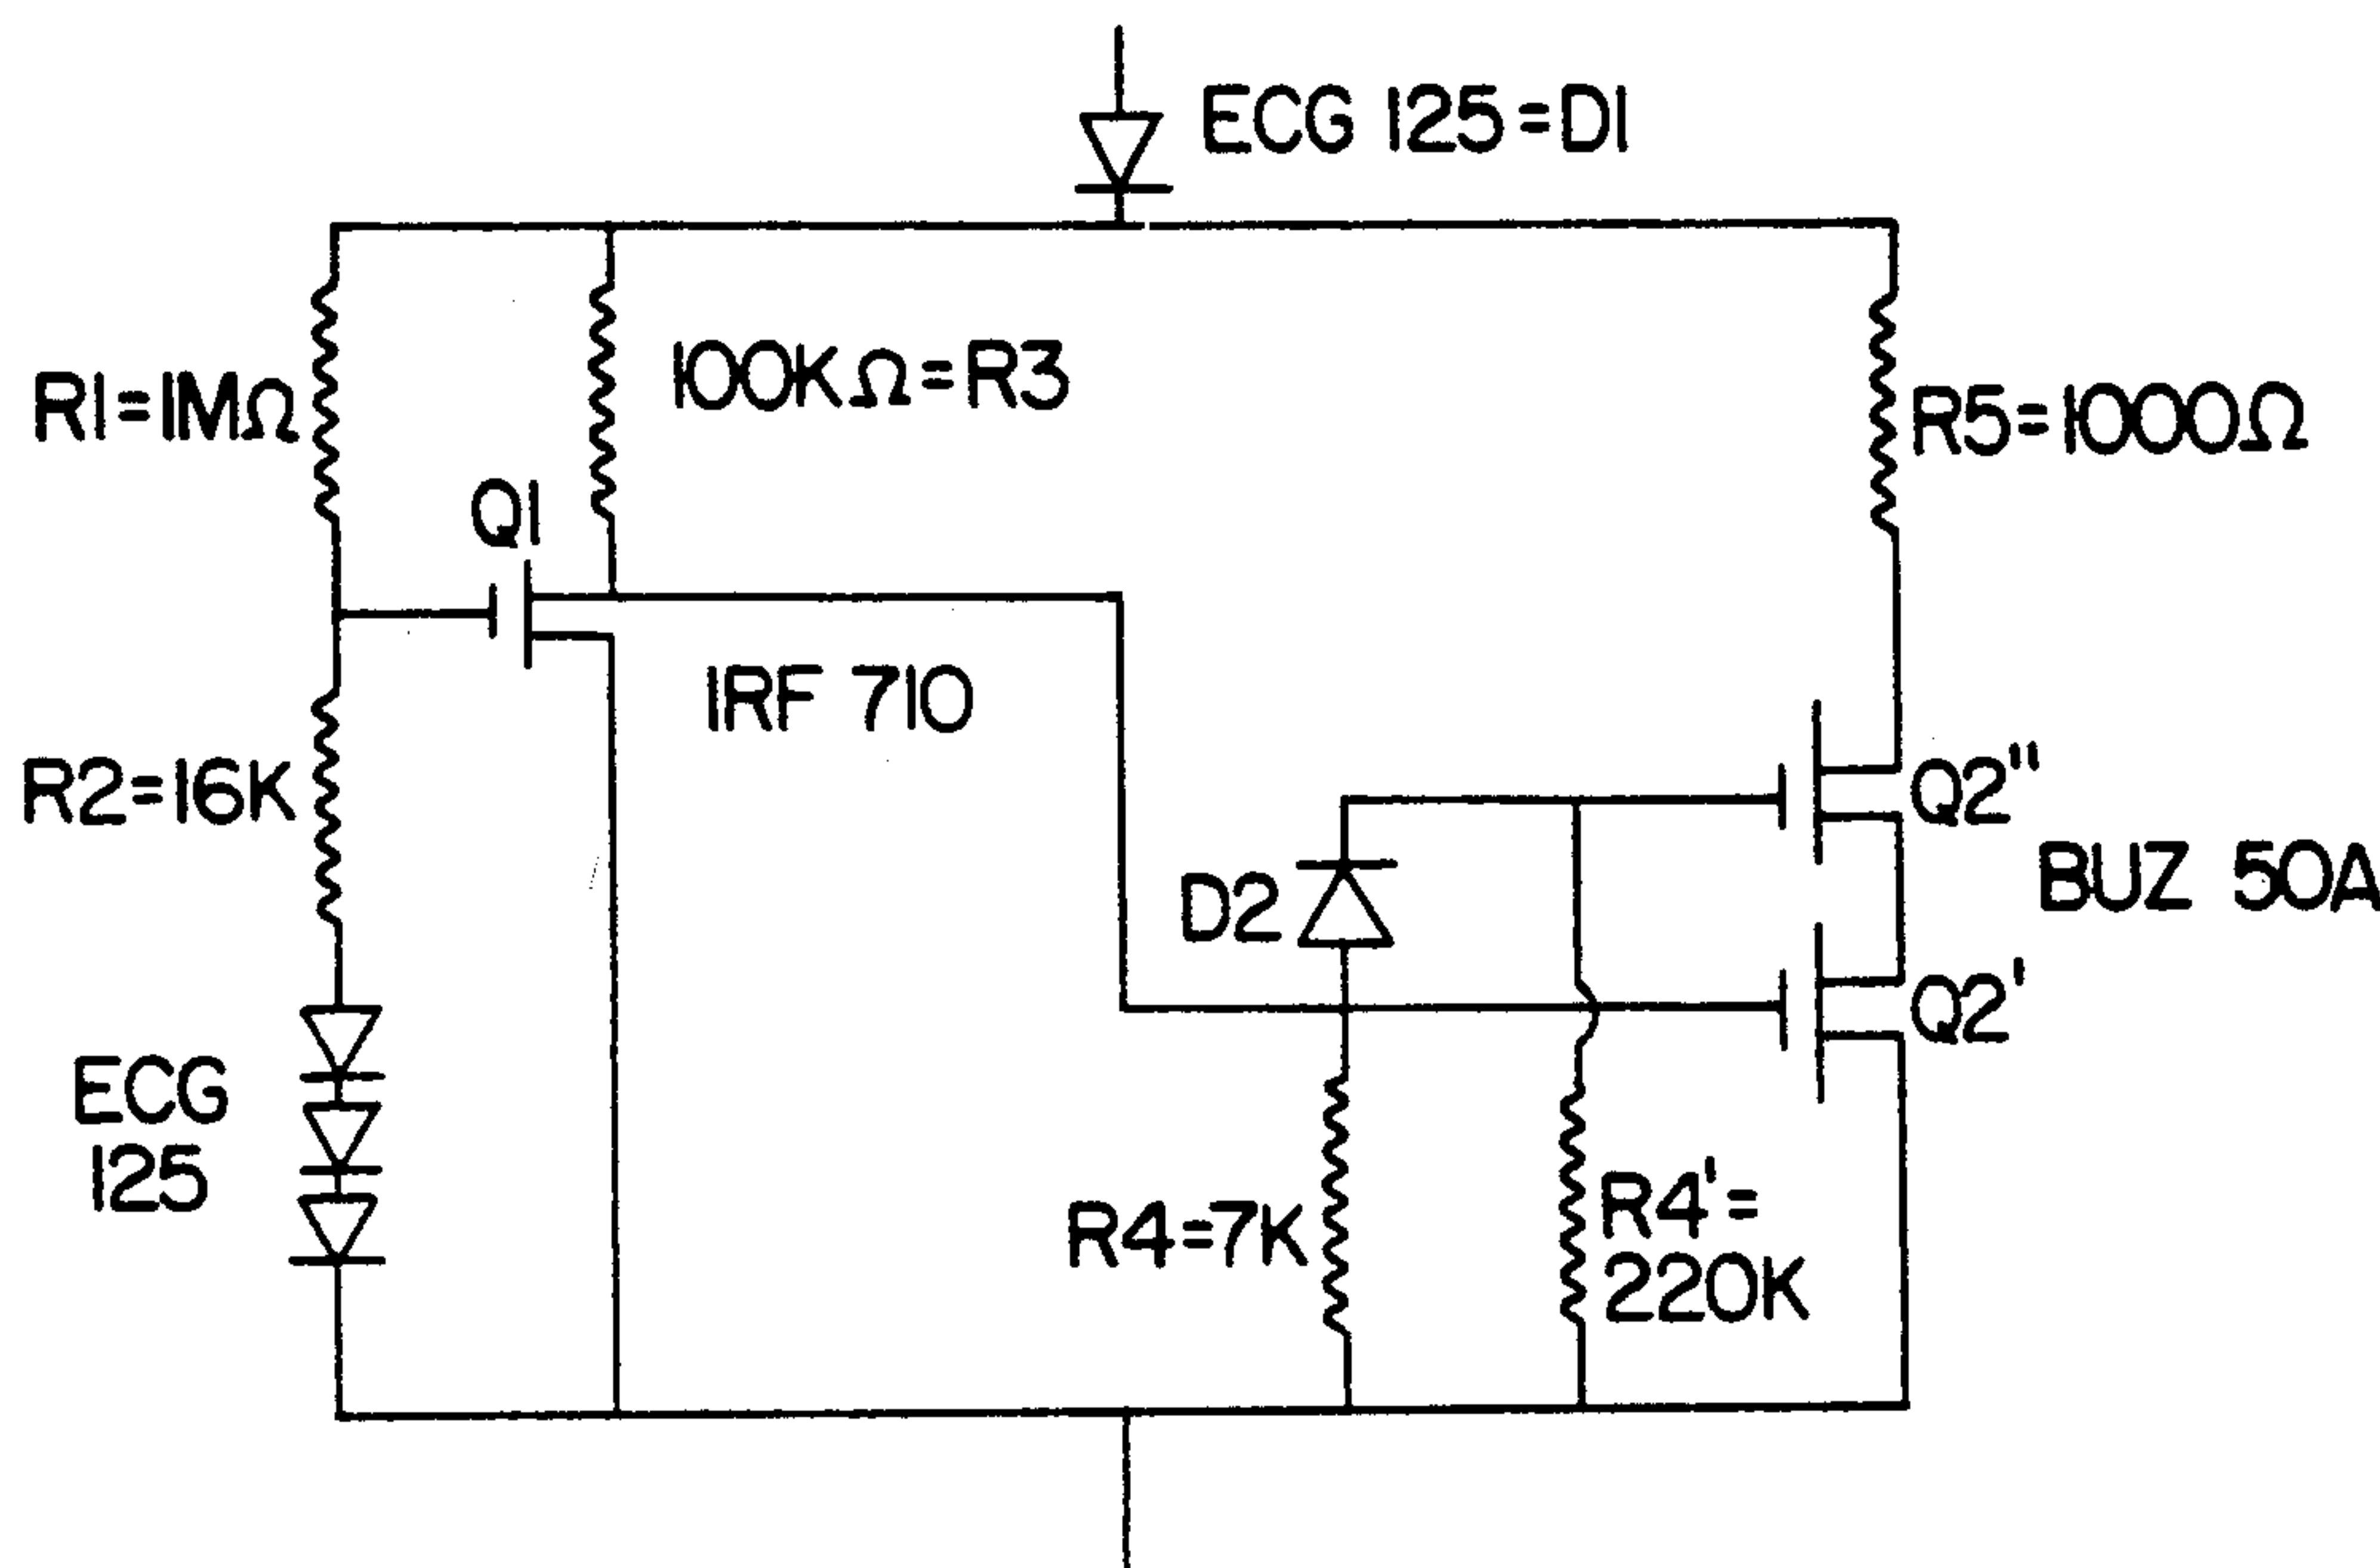 ECG 125=D1
R1=1MΩ
100KΩ=R3
R5=1000Ω
Q1
IRF 710
R2=16K
Q2"
BUZ 50A
D2
Q2'
ECG
125
R4=7K
R4'=
220K